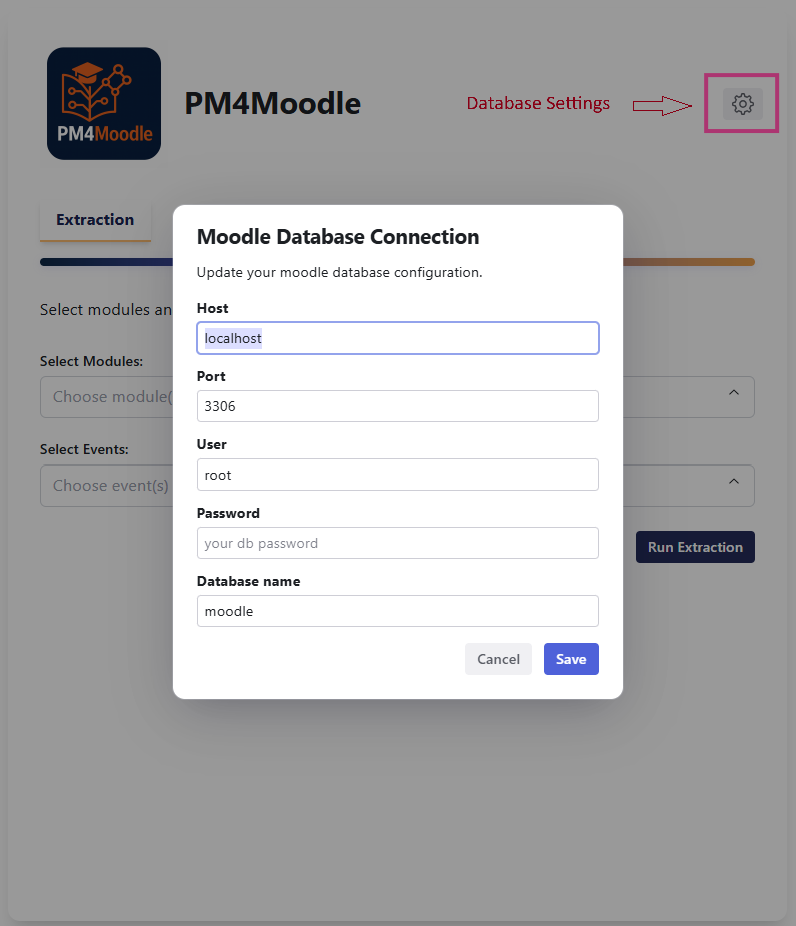 PM4Moodle
PM4Moodle
Database Settings
Extraction
Select modules an
Select Modules:
Choose module(
Select Events:
Choose event(s)
Run Extraction
Moodle Database Connection
Update your moodle database configuration.
Host
localhost
Port
3306
User
root
Password
your db password
Database name
moodle
Cancel
Save